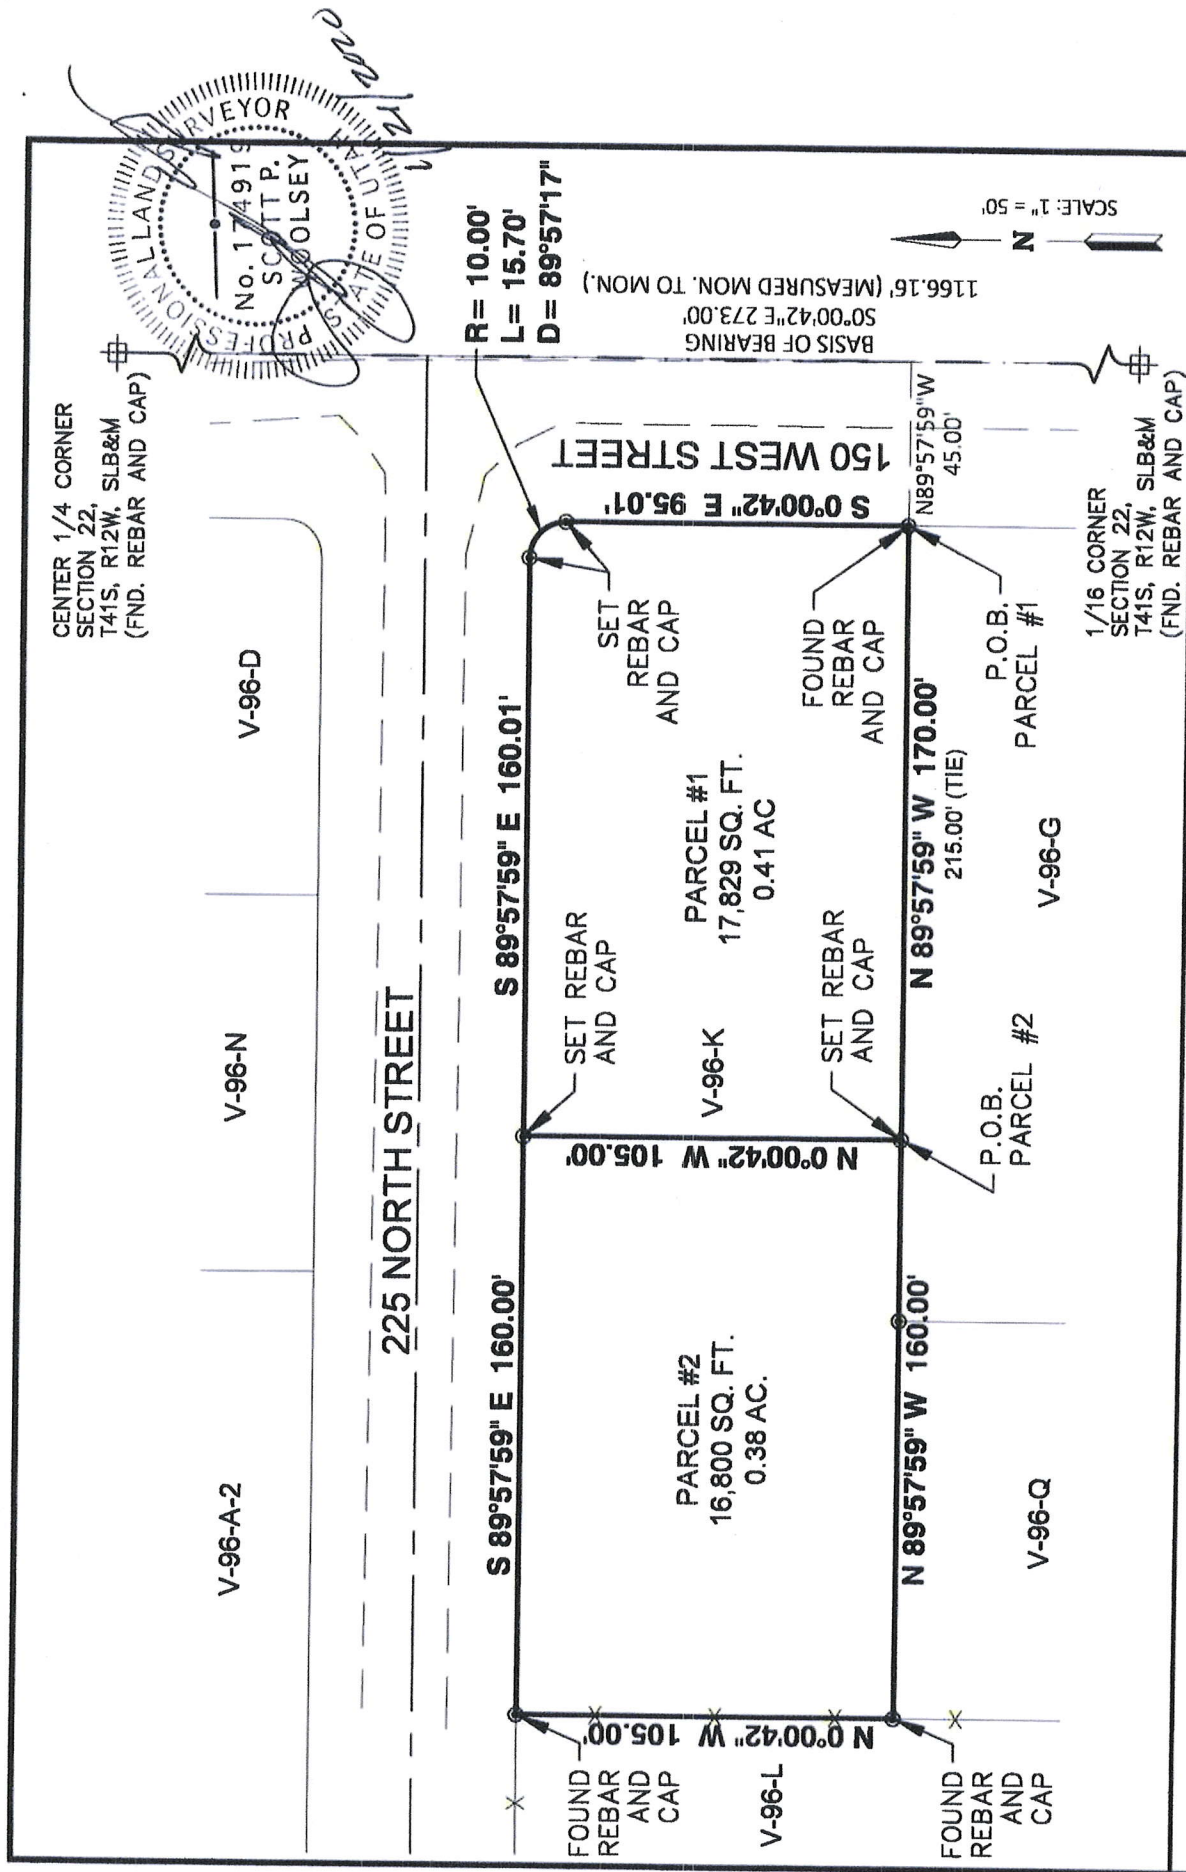 CENTER 1/4 CORNER
SECTION 22,
T41S, R12W, SLB&M
(FND. REBAR AND CAP)
PROFESSIONAL LAND SURVEYOR
No. 174919
SCOTT P.
WOOLSEY
STATE OF UTAH
V-96-A-2
V-96-N
V-96-D
225 NORTH STREET
R= 10.00'
L= 15.70'
D= 89°57'17"
S 89°57'59" E 160.00'
S 89°57'59" E 160.01'
FOUND
REBAR
AND
CAP
SET REBAR
AND CAP
SET
REBAR
AND CAP
150 WEST STREET
S 0°00'42" E 95.01'
BASIS OF BEARING
S0°00'42"E 273.00'
1166.16' (MEASURED MON. TO MON.)
N
SCALE: 1" = 50'
N 0°00'42" W 105.00'
V-96-L
PARCEL #2
16,800 SQ. FT.
0.38 AC.
N 0°00'42" W 105.00'
V-96-K
PARCEL #1
17,829 SQ. FT.
0.41 AC
SET REBAR
AND CAP
FOUND
REBAR
AND CAP
N89°57'59"W
45.00'
N 89°57'59" W 160.00'
N 89°57'59" W 170.00'
215.00' (TIE)
FOUND
REBAR
AND
CAP
V-96-Q
P.O.B.
PARCEL #2
V-96-G
P.O.B.
PARCEL #1
1/16 CORNER
SECTION 22,
T41S, R12W, SLB&M
(FND. REBAR AND CAP)